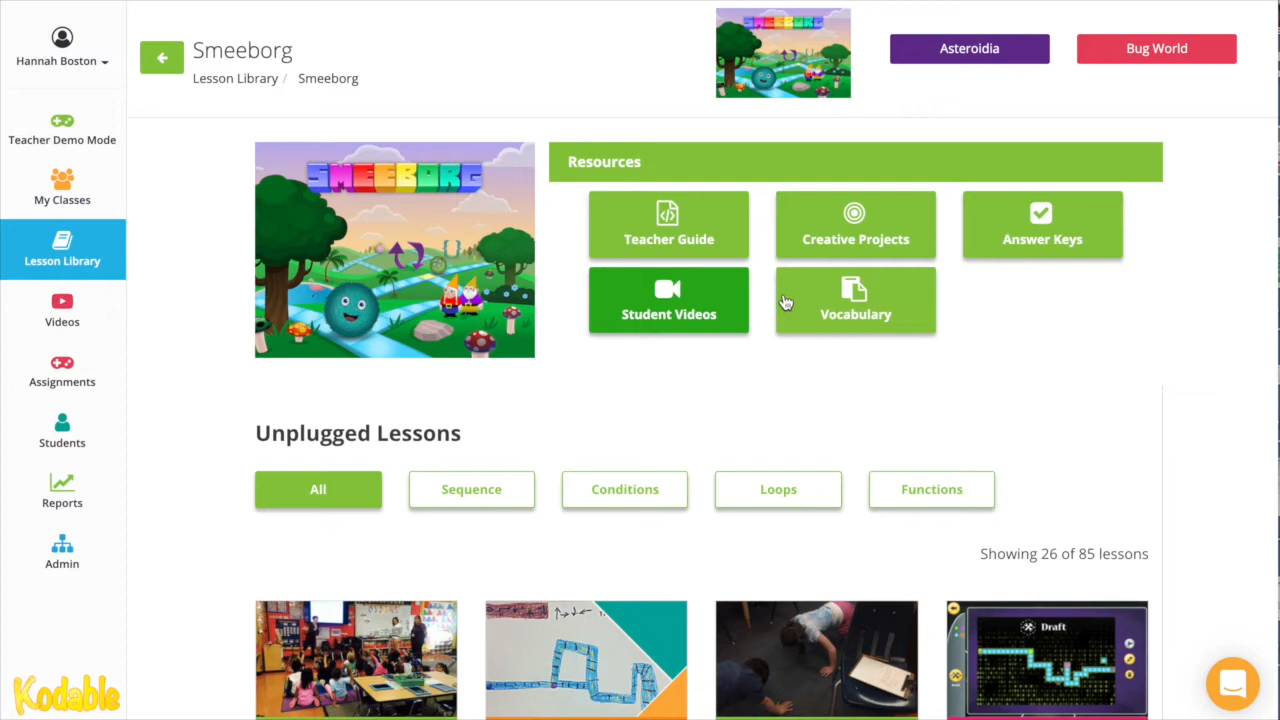 Hannah Boston
Teacher Demo Mode
My Classes
Lesson Library
Videos
Assignments
Students
Reports
Admin
Kodable
Smeeborg
Lesson Library / Smeeborg
SMEEBORG
Asteroidia
Bug World
SMEEBORG
Resources
Teacher Guide
Creative Projects
Answer Keys
Student Videos
Vocabulary
Unplugged Lessons
All
Sequence
Conditions
Loops
Functions
Showing 26 of 85 lessons
Draft